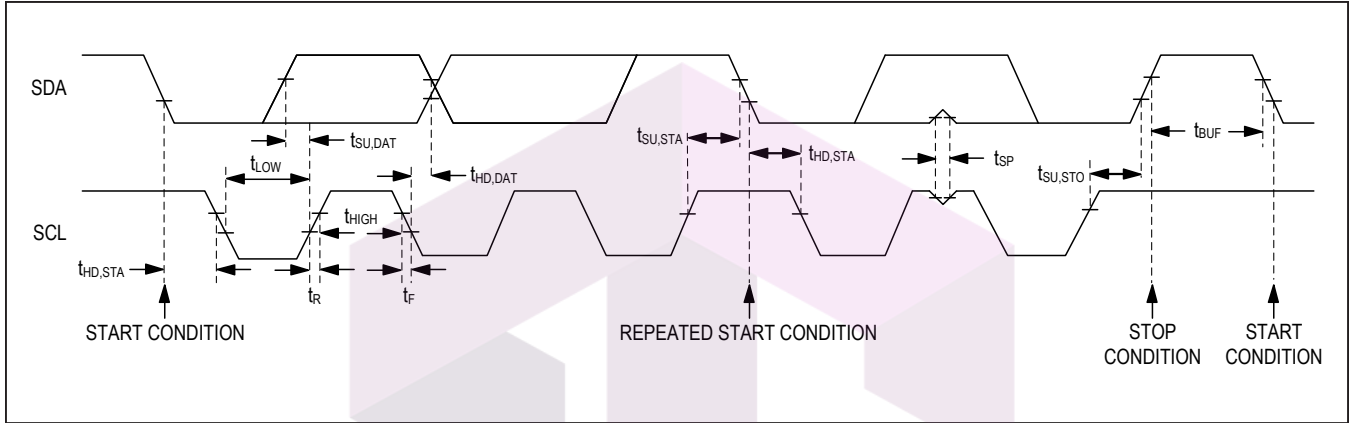 SDA
tSU,DAT
tSU,STA
tHD,STA
tSP
tBUF
tLOW
tHD,DAT
tSU,STO
SCL
tHIGH
tHD,STA
tR
tF
START CONDITION
REPEATED START CONDITION
STOP
CONDITION
START
CONDITION